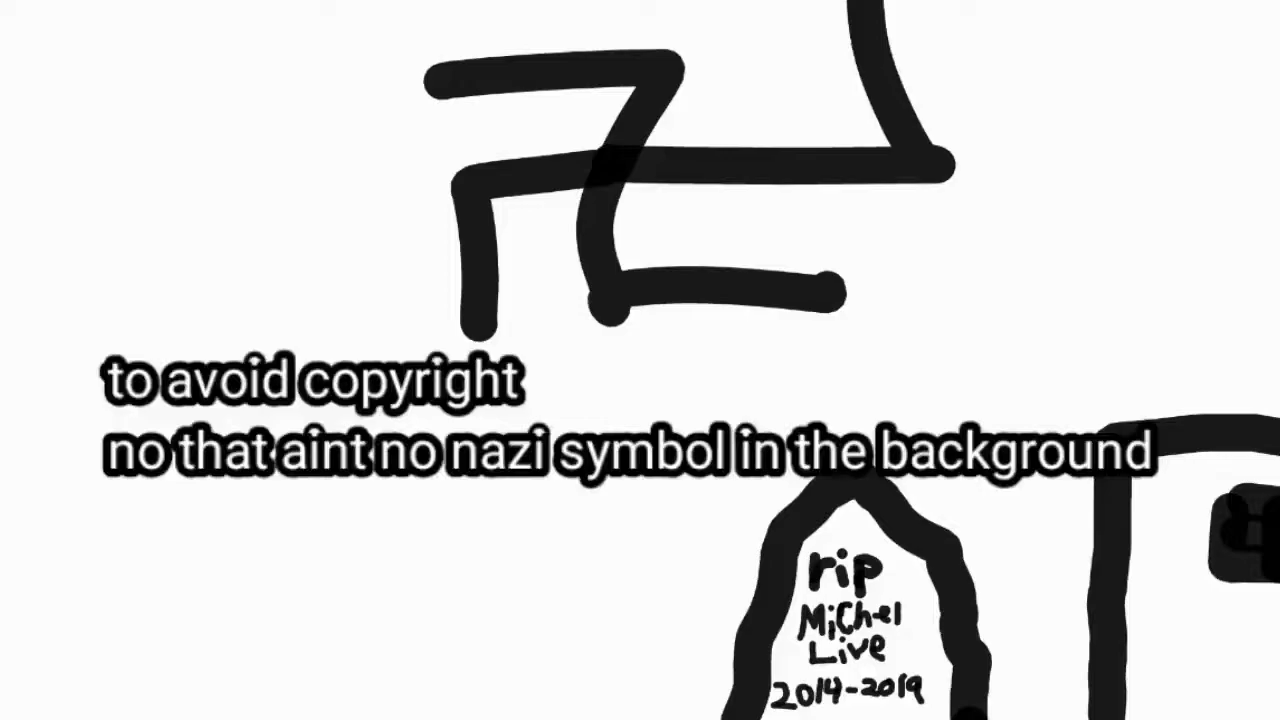 to avoid copyright
no that aint no nazi symbol in the background
rip
Michel
Live
2014-2019